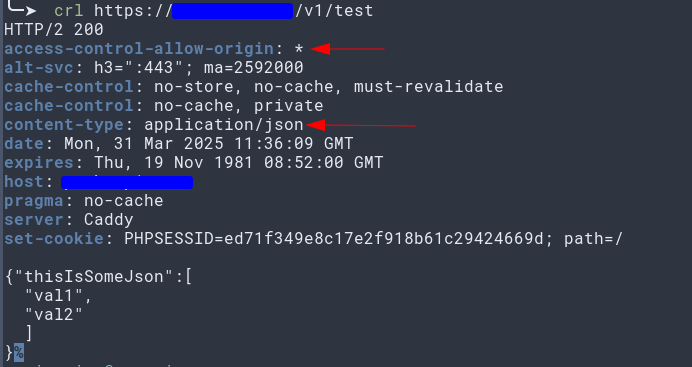 ╰─➤  crl https:///v1/test
HTTP/2 200
access-control-allow-origin: *
alt-svc: h3=":443"; ma=2592000
cache-control: no-store, no-cache, must-revalidate
cache-control: no-cache, private
content-type: application/json
date: Mon, 31 Mar 2025 11:36:09 GMT
expires: Thu, 19 Nov 1981 08:52:00 GMT
host:
pragma: no-cache
server: Caddy
set-cookie: PHPSESSID=ed71f349e8c17e2f918b61c29424669d; path=/

{"thisIsSomeJson":[
  "val1",
  "val2"
  ]
}%